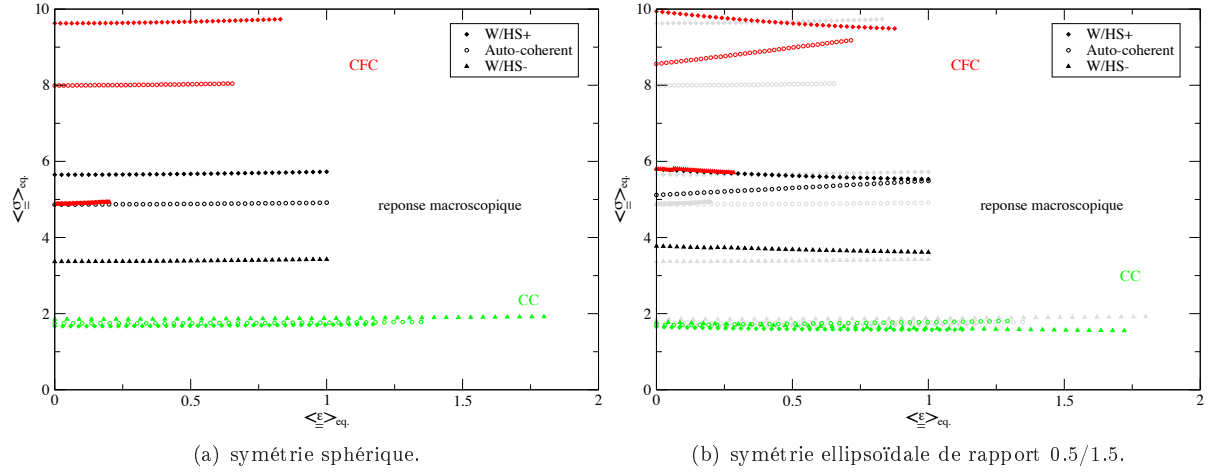 10
8
6
4
2
0
0
0.5
1
1.5
2
<σ>eq.
<ε>eq.
W/HS+
Auto-coherent
W/HS-
CFC
reponse macroscopique
CC
(a) symétrie sphérique.
10
8
6
4
2
0
0
0.5
1
1.5
2
<σ>eq.
<ε>eq.
W/HS+
Auto-coherent
W/HS-
CFC
reponse macroscopique
CC
(b) symétrie ellipsoïdale de rapport 0.5/1.5.